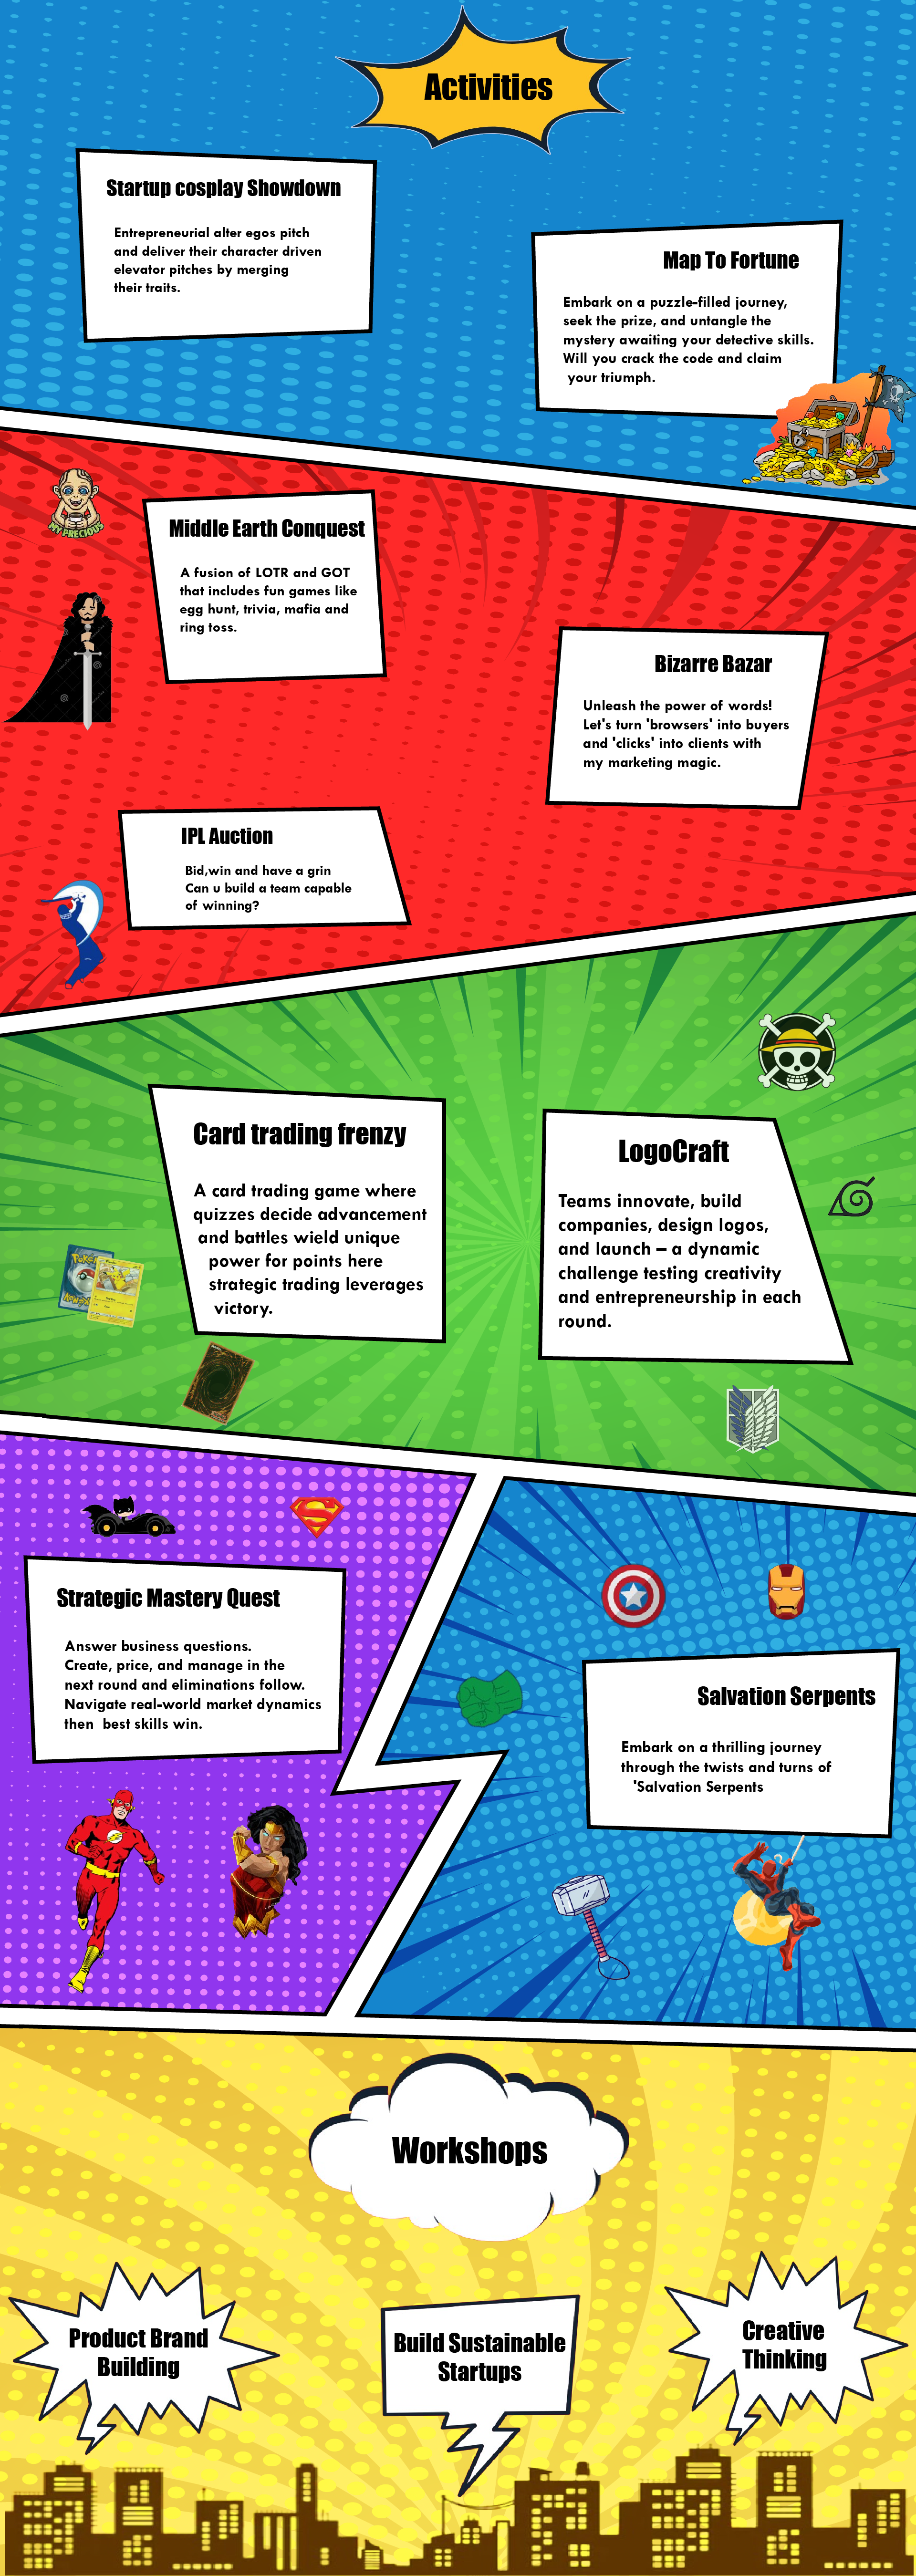 Activities
Startup cosplay Showdown
Entrepreneurial alter egos pitch
and deliver their character driven
elevator pitches by merging
their traits.
Map To Fortune
Embark on a puzzle-filled journey,
seek the prize, and untangle the
mystery awaiting your detective skills.
Will you crack the code and claim
your triumph.
MY PRECIOUS
Middle Earth Conquest
A fusion of LOTR and GOT
that includes fun games like
egg hunt, trivia, mafia and
ring toss.
Bizarre Bazar
Unleash the power of words!
Let's turn 'browsers' into buyers
and 'clicks' into clients with
my marketing magic.
IPL Auction
Bid,win and have a grin
Can u build a team capable
of winning?
Card trading frenzy
A card trading game where
quizzes decide advancement
and battles wield unique
power for points here
strategic trading leverages
victory.
LogoCraft
Teams innovate, build
companies, design logos,
and launch – a dynamic
challenge testing creativity
and entrepreneurship in each
round.
Strategic Mastery Quest
Answer business questions.
Create, price, and manage in the
next round and eliminations follow.
Navigate real-world market dynamics
then best skills win.
Salvation Serpents
Embark on a thrilling journey
through the twists and turns of
'Salvation Serpents
Workshops
Product Brand
Building
Build Sustainable
Startups
Creative
Thinking